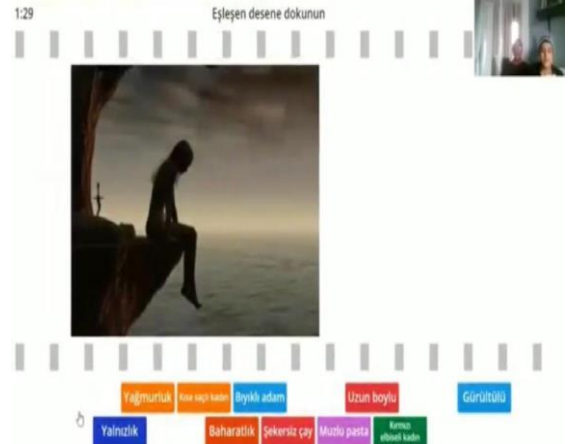 1:29
Eşleşen desene dokunun
Yağmurluk
Kısa saçlı kadın
Bıyıklı adam
Uzun boylu
Gürültülü
Yalnızlık
Baharatlık
Şekersiz çay
Muzlu pasta
Kırmızı
elbiseli kadın